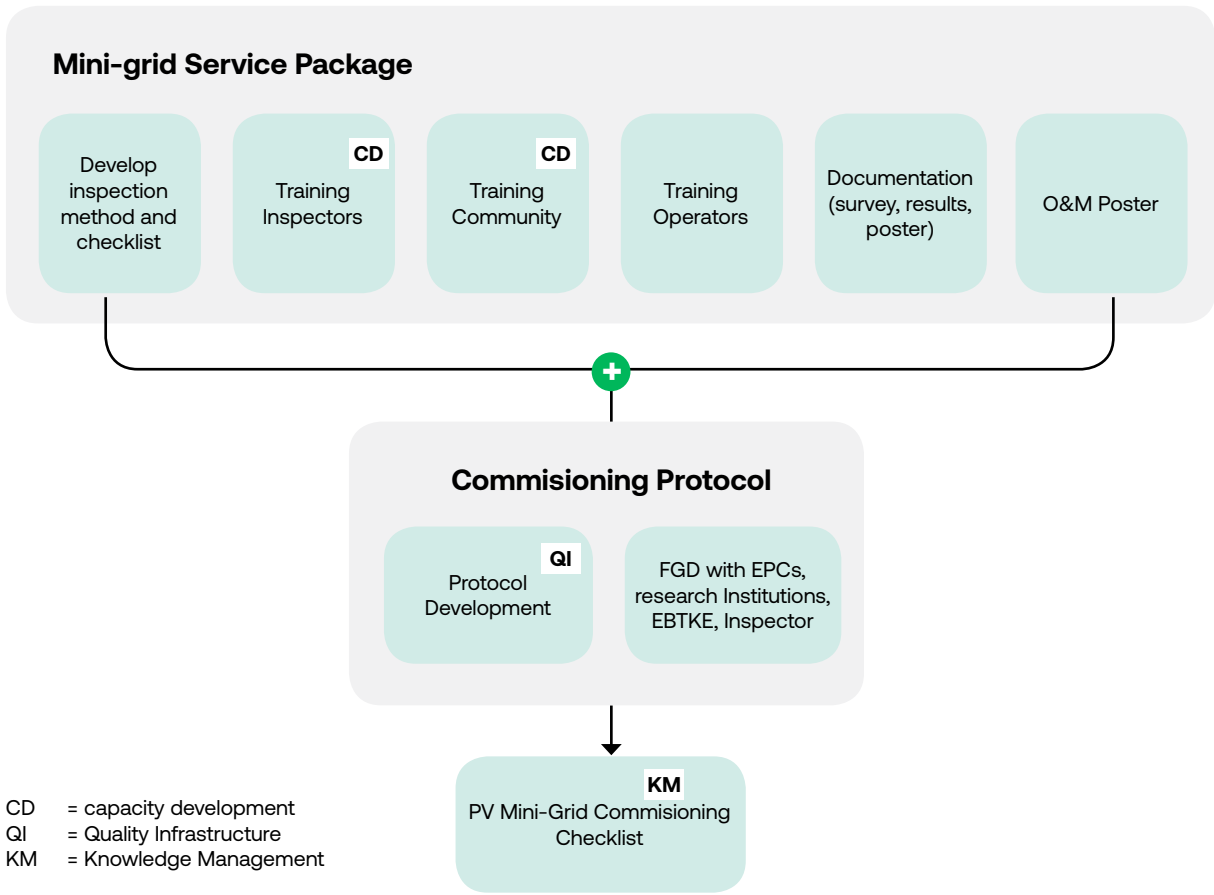 Mini-grid Service Package
Develop
inspection
method and
checklist
CD
Training
Inspectors
CD
Training
Community
Training
Operators
Documentation
(survey, results,
poster)
O&M Poster
Commisioning Protocol
QI
Protocol
Development
FGD with EPCs,
research Institutions,
EBTKE, Inspector
KM
PV Mini-Grid Commisioning
Checklist
CD = capacity development
QI = Quality Infrastructure
KM = Knowledge Management